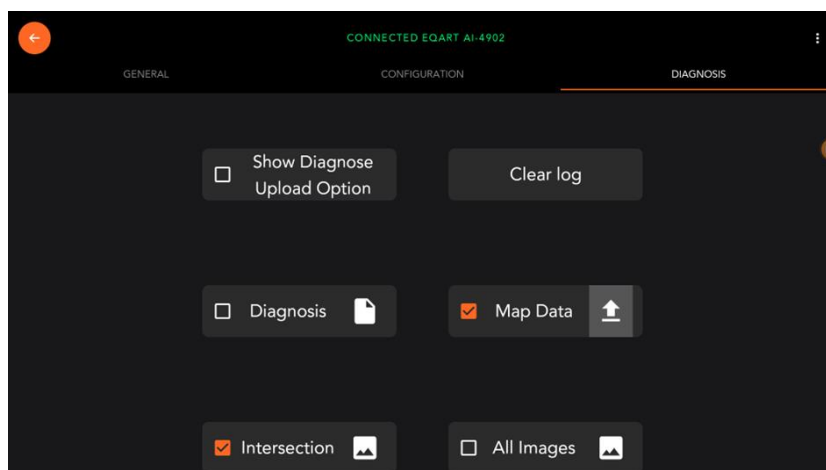 CONNECTED EQART AI-4902
GENERAL
CONFIGURATION
DIAGNOSIS
Show Diagnose
Upload Option
Clear log
Diagnosis
Map Data
Intersection
All Images